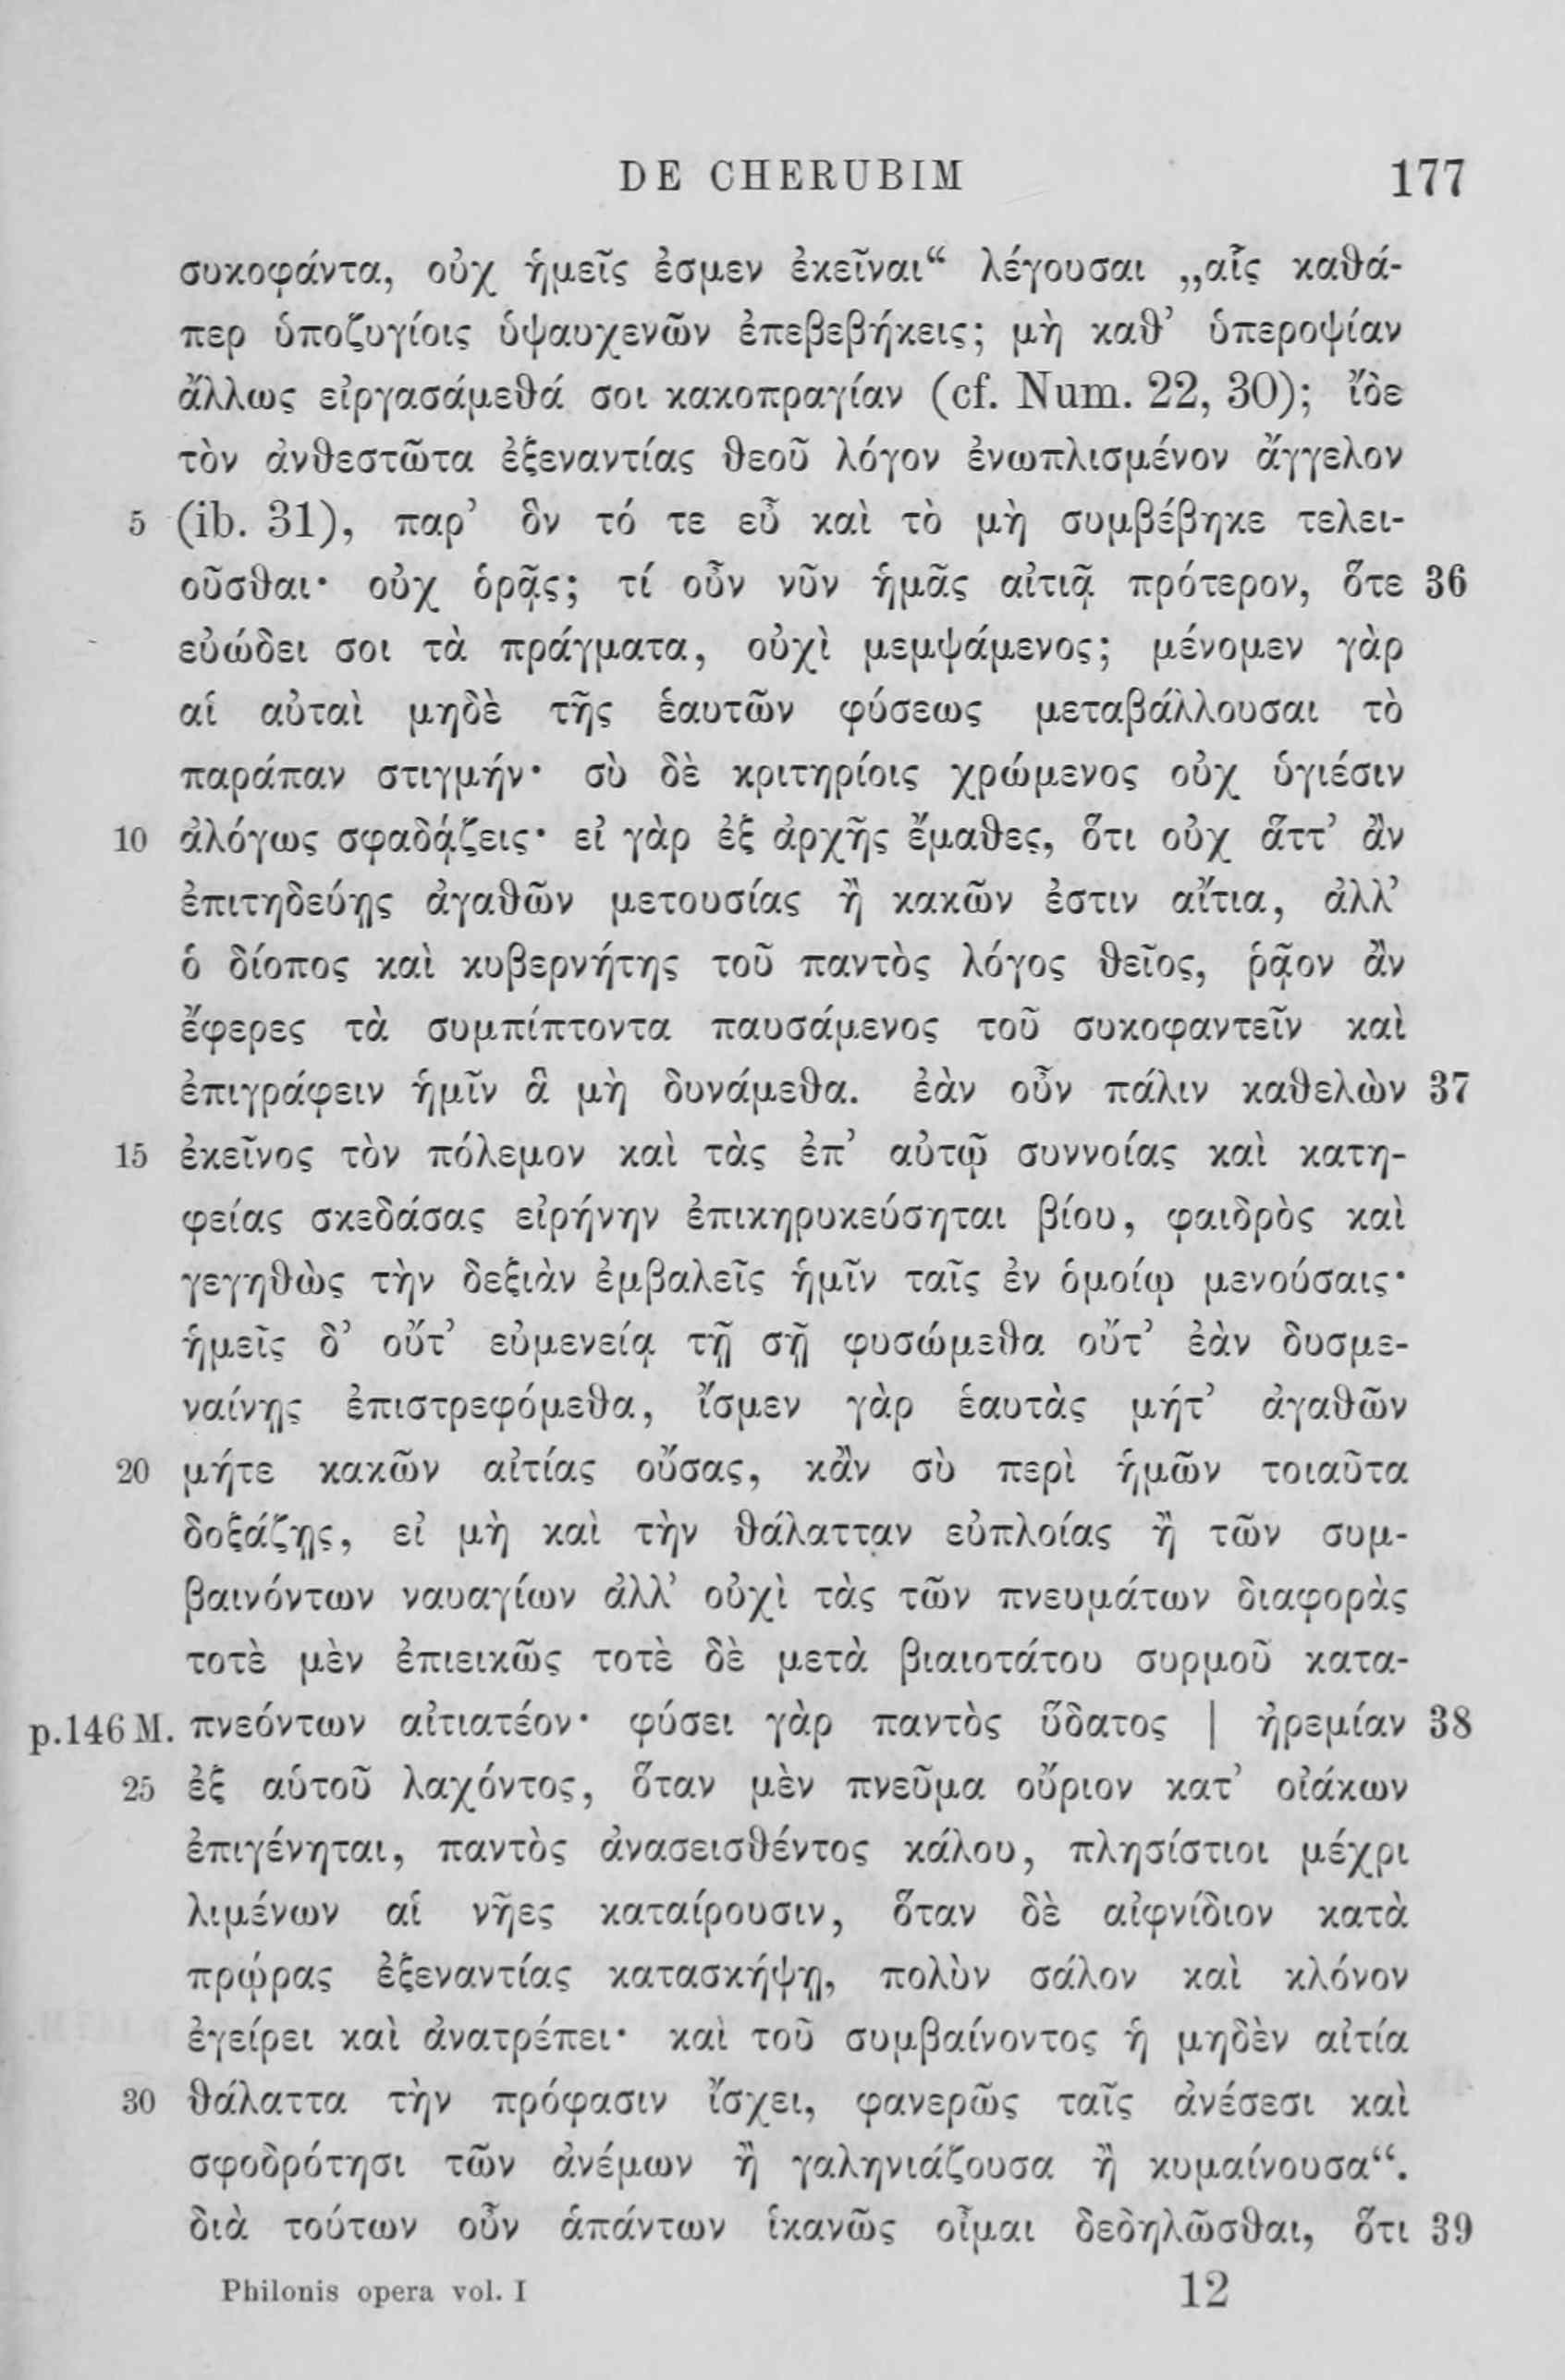 DE CHERUBIM 177
συκοφάντα, οὐχ ἡμεῖς ἐσμεν ἐκεῖναι“ λέγουσαι „αἷς καθά-
περ ὑποζυγίοις ὑψαυχενῶν ἐπεβεβήκεις; μὴ καθ’ ὑπεροψίαν
ἄλλως εἰργασάμεθά σοι κακοπραγίαν (cf. Num. 22, 30); ἴδε
τὸν ἀνθεστῶτα ἐξεναντίας θεοῦ λόγον ἐνωπλισμένον ἄγγελον
5 (ib. 31), παρ’ ὃν τό τε εὖ καὶ τὸ μὴ συμβέβηκε τελει-
οῦσθαι· οὐχ ὁρᾷς; τί οὖν νῦν ἡμᾶς αἰτιᾷ πρότερον, ὅτε 36
εὐώδει σοι τὰ πράγματα, οὐχὶ μεμψάμενος; μένομεν γὰρ
αἱ αὐταὶ μηδὲ τῆς ἑαυτῶν φύσεως μεταβάλλουσαι τὸ
παράπαν στιγμήν· σὺ δὲ κριτηρίοις χρώμενος οὐχ ὑγιέσιν
10 ἀλόγως σφαδᾴζεις· εἰ γὰρ ἐξ ἀρχῆς ἔμαθες, ὅτι οὐχ ἅττ’ ἂν
ἐπιτηδεύῃς ἀγαθῶν μετουσίας ἢ κακῶν ἐστιν αἴτια, ἀλλ’
ὁ δίοπος καὶ κυβερνήτης τοῦ παντὸς λόγος θεῖος, ῥᾷον ἂν
ἔφερες τὰ συμπίπτοντα παυσάμενος τοῦ συκοφαντεῖν καὶ
ἐπιγράφειν ἡμῖν ἃ μὴ δυνάμεθα. ἐὰν οὖν πάλιν καθελὼν 37
15 ἐκεῖνος τὸν πόλεμον καὶ τὰς ἐπ’ αὐτῷ συννοίας καὶ κατη-
φείας σκεδάσας εἰρήνην ἐπικηρυκεύσηται βίου, φαιδρὸς καὶ
γεγηθὼς τὴν δεξιὰν ἐμβαλεῖς ἡμῖν ταῖς ἐν ὁμοίῳ μενούσαις·
ἡμεῖς δ’ οὔτ’ εὐμενείᾳ τῇ σῇ φυσώμεθα οὔτ’ ἐὰν δυσμε-
ναίνῃς ἐπιστρεφόμεθα, ἴσμεν γὰρ ἑαυτὰς μήτ’ ἀγαθῶν
20 μήτε κακῶν αἰτίας οὔσας, κἂν σὺ περὶ ἡμῶν τοιαῦτα
δοξάζῃς, εἰ μὴ καὶ τὴν θάλατταν εὐπλοίας ἢ τῶν συμ-
βαινόντων ναυαγίων ἀλλ’ οὐχὶ τὰς τῶν πνευμάτων διαφορὰς
τοτὲ μὲν ἐπιεικῶς τοτὲ δὲ μετὰ βιαιοτάτου συρμοῦ κατα-
p.146 M. πνεόντων αἰτιατέον· φύσει γὰρ παντὸς ὕδατος | ἠρεμίαν 38
25 ἐξ αὑτοῦ λαχόντος, ὅταν μὲν πνεῦμα οὔριον κατ’ οἰάκων
ἐπιγένηται, παντὸς ἀνασεισθέντος κάλου, πλησίστιοι μέχρι
λιμένων αἱ νῆες καταίρουσιν, ὅταν δὲ αἰφνίδιον κατὰ
πρῴρας ἐξεναντίας κατασκήψῃ, πολὺν σάλον καὶ κλόνον
ἐγείρει καὶ ἀνατρέπει· καὶ τοῦ συμβαίνοντος ἡ μηδὲν αἰτία
30 θάλαττα τὴν πρόφασιν ἴσχει, φανερῶς ταῖς ἀνέσεσι καὶ
σφοδρότησι τῶν ἀνέμων ἢ γαληνιάζουσα ἢ κυμαίνουσα“.
διὰ τούτων οὖν ἁπάντων ἱκανῶς οἶμαι δεδηλῶσθαι, ὅτι 39
Philonis opera vol. I 12